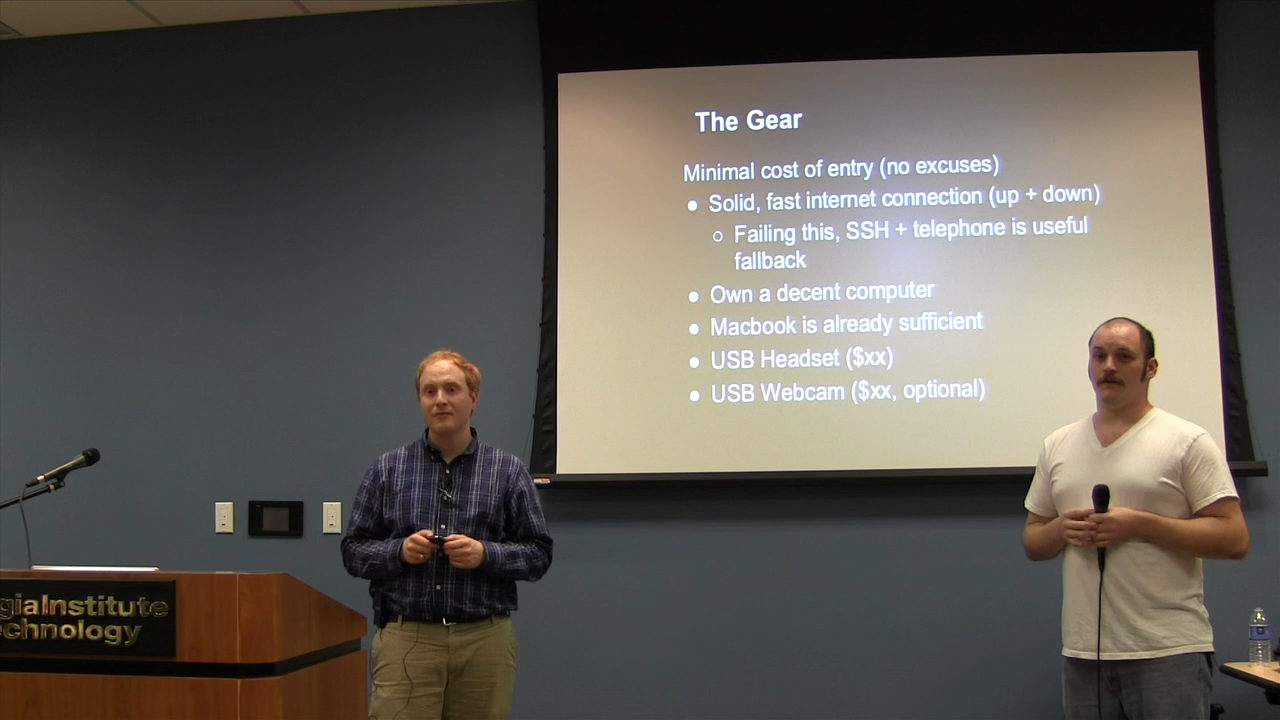 The Gear
Minimal cost of entry (no excuses)
● Solid, fast internet connection (up + down)
○ Failing this, SSH + telephone is useful
fallback
● Own a decent computer
● Macbook is already sufficient
● USB Headset ($xx)
● USB Webcam ($xx, optional)
giaInstitute
echnology